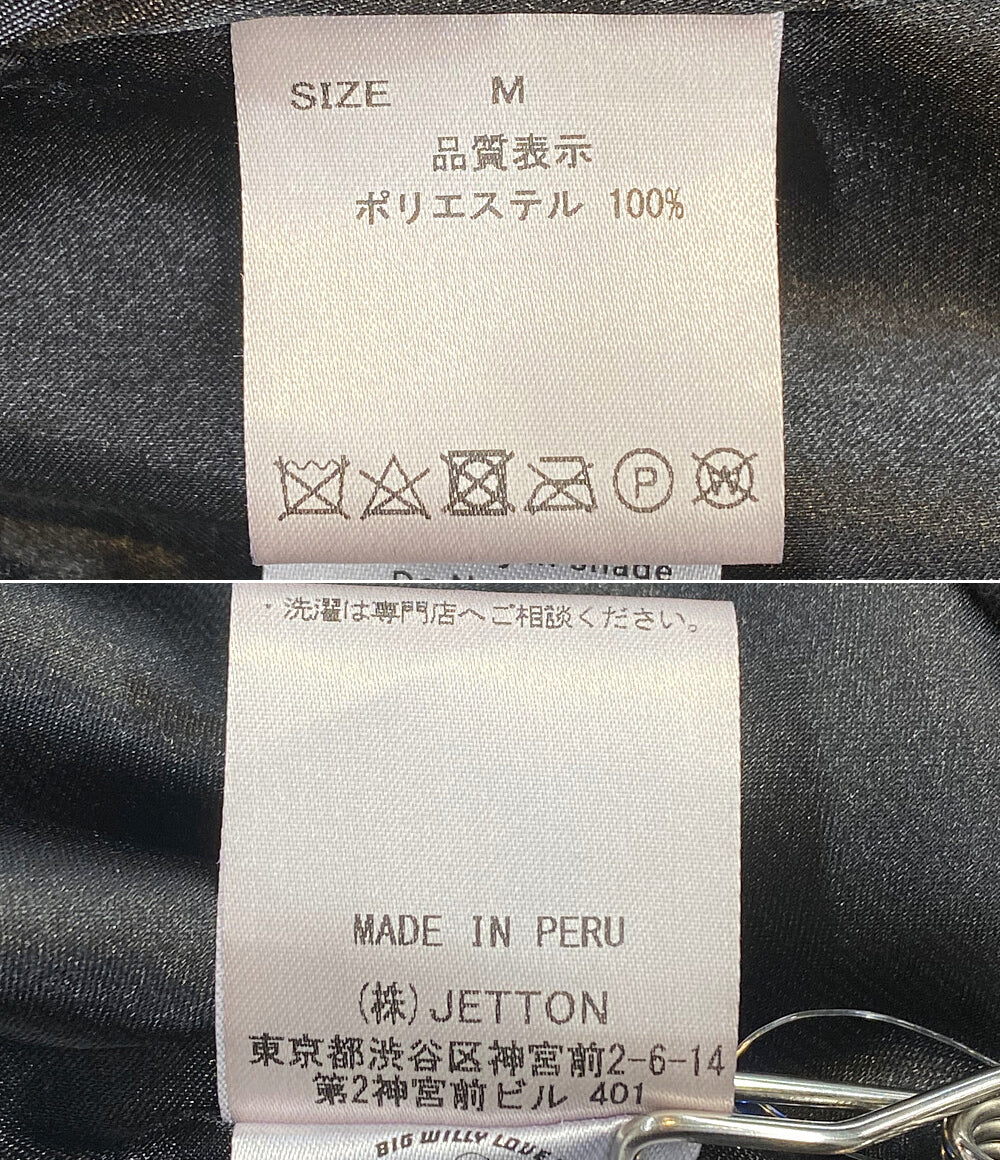 SIZE M
品質表示
ポリエステル 100%
P
W
Shade
・洗濯は専門店へご相談ください。
MADE IN PERU
(株)JETTON
東京都渋谷区神宮前2-6-14
第2神宮前ビル 401
BIG WILLY LOVE